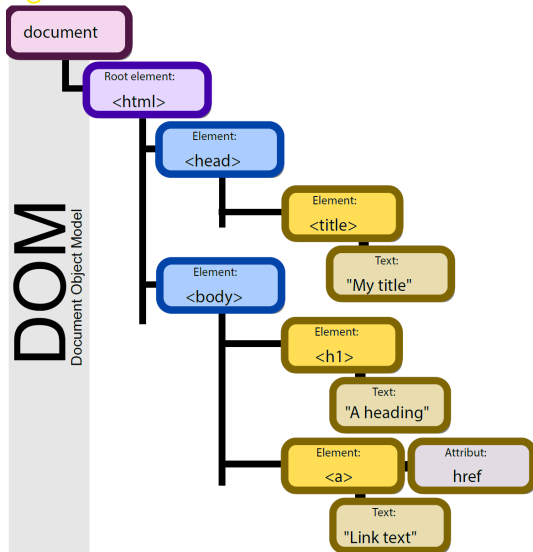 document
Root element:
<html>
Element:
<head>
Element:
<title>
Text:
"My title"
Element:
<body>
Element:
<h1>
Text:
"A heading"
Element:
<a>
Attribut:
href
Text:
"Link text"
DOM
Document Object Model